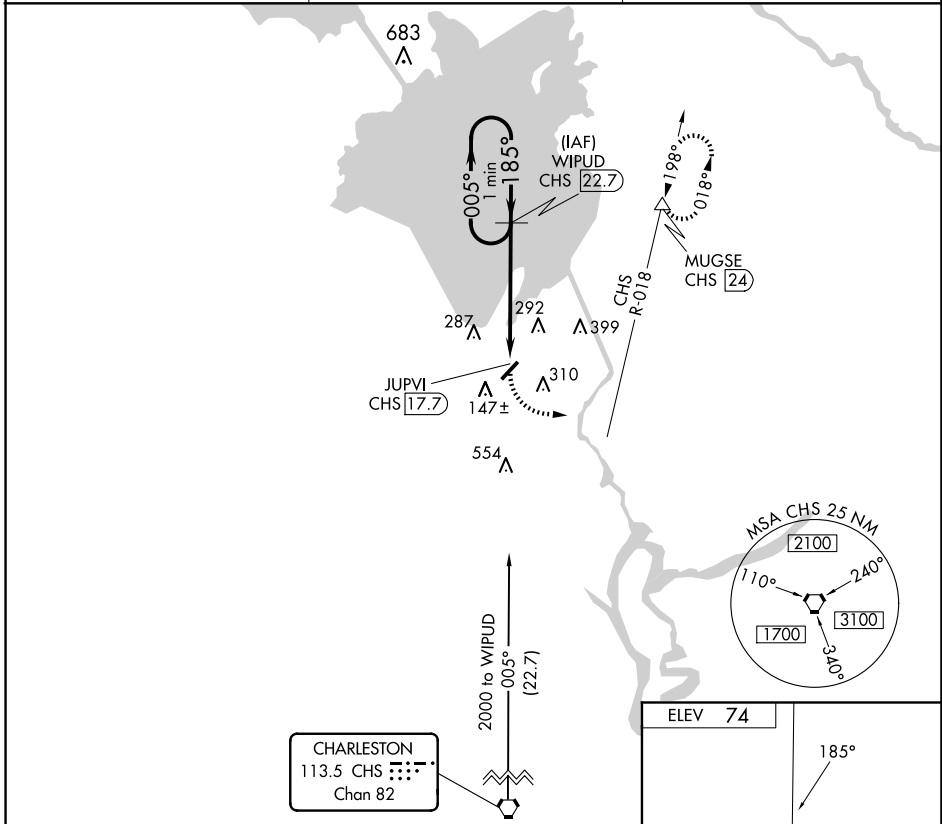 683
(IAF)
WIPUD
CHS 22.7
005°
1 min
185°
198°
018°
MUGSE
CHS 24
CHS
R-018
287
292
399
JUPVI
CHS 17.7
310
147±
554
MSA CHS 25 NM
2100
110°
240°
1700
3100
340°
2000 to WIPUD
005°
(22.7)
CHARLESTON
113.5 CHS
Chan 82
ELEV 74
185°